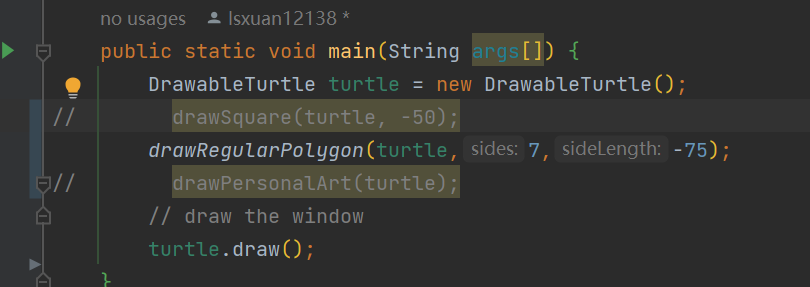 no usages lsxuan12138 *
public static void main(String args[]) {
DrawableTurtle turtle = new DrawableTurtle();
// drawSquare(turtle, -50);
drawRegularPolygon(turtle, sides: 7, sideLength: -75);
// drawPersonalArt(turtle);
// draw the window
turtle.draw();
}